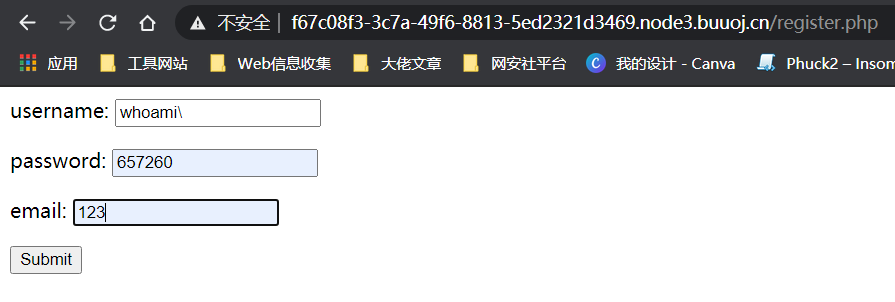 不安全 | f67c08f3-3c7a-49f6-8813-5ed2321d3469.node3.buuoj.cn/register.php
应用 工具网站 Web信息收集 大佬文章 网安社平台 C 我的设计 - Canva Phuck2 – Insom
username: whoami\
password: 657260
email: 123
Submit